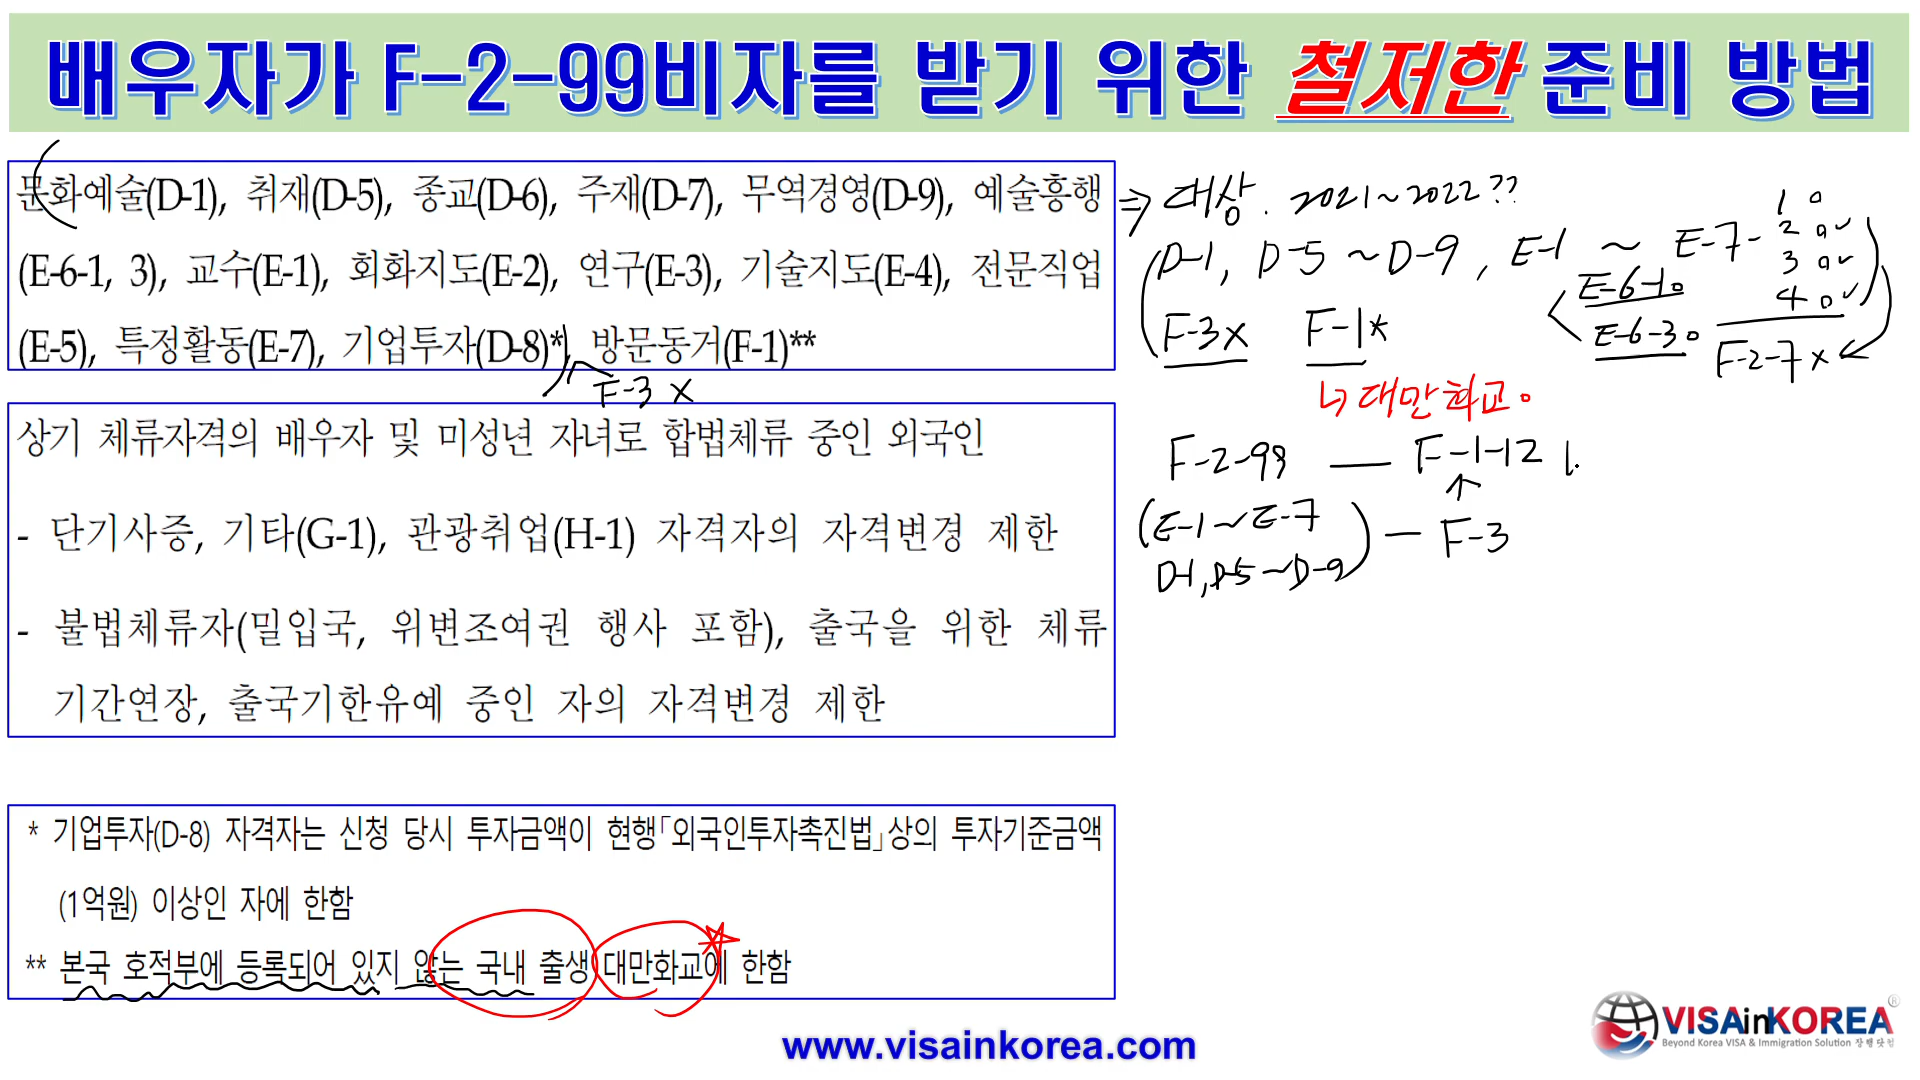 배우자가 F-2-99비자를 받기 위한 철저한 준비 방법
문화예술(D-1), 취재(D-5), 종교(D-6), 주재(D-7), 무역경영(D-9), 예술흥행
(E-6-1, 3), 교수(E-1), 회화지도(E-2), 연구(E-3), 기술지도(E-4), 전문직업
(E-5), 특정활동(E-7), 기업투자(D-8)*, 방문동거(F-1)**
F-3 X
상기 체류자격의 배우자 및 미성년 자녀로 합법체류 중인 외국인
- 단기사증, 기타(G-1), 관광취업(H-1) 자격자의 자격변경 제한
- 불법체류자(밀입국, 위변조여권 행사 포함), 출국을 위한 체류
기간연장, 출국기한유예 중인 자의 자격변경 제한
* 기업투자(D-8) 자격자는 신청 당시 투자금액이 현행「외국인투자촉진법」상의 투자기준금액
(1억원) 이상인 자에 한함
** 본국 호적부에 등록되어 있지 않는 국내 출생 대만화교에 한함
⇒ 대상. 2021~2022??
(D-1, D-5 ~ D-9, E-1 ~ E-7-
1 o
2 o
3 o
4 o
E-6-1o
E-6-3o
F-3X F-1*
F-2-7 x
↳ 대만화교.
F-2-99 — F-1-12
(E-1 ~ E-7
D-1, D-5 ~ D-9) — F-3
www.visainkorea.com
VISAinKOREA®
Beyond Korea VISA & Immigration Solution 장행닷컴